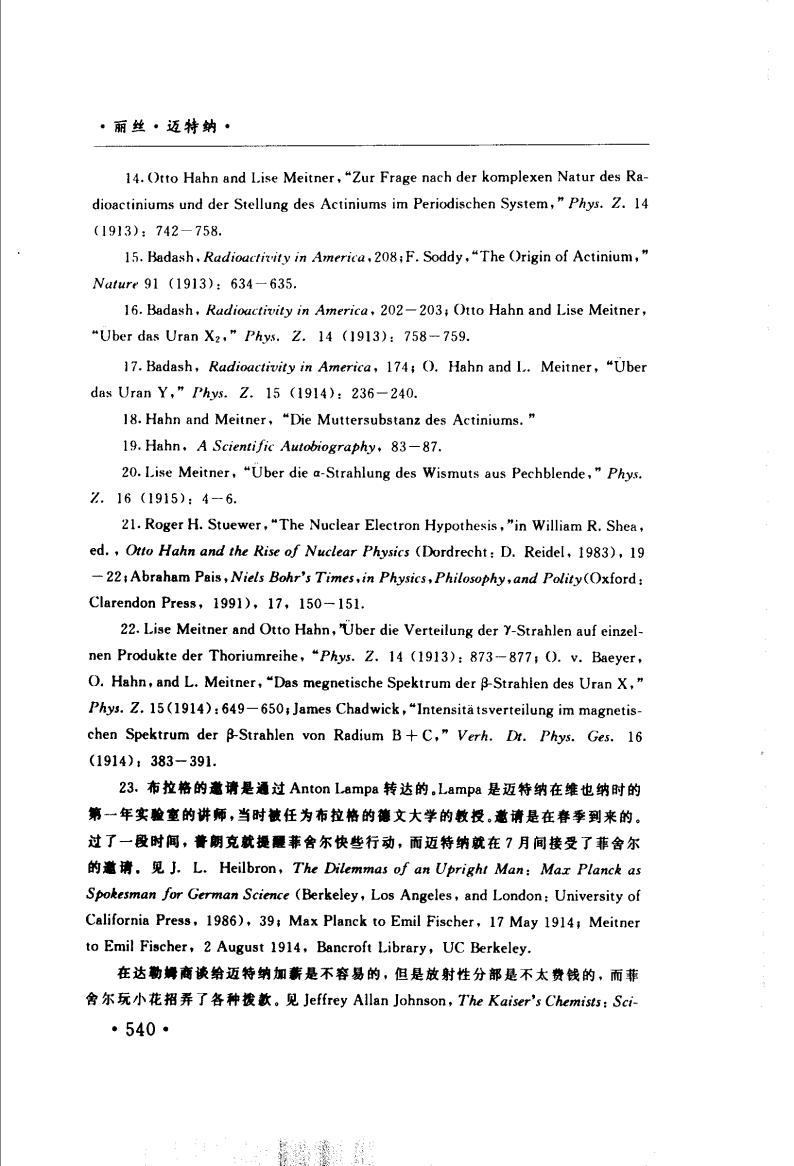 ·丽丝·迈特纳·
14. Otto Hahn and Lise Meitner, “Zur Frage nach der komplexen Natur des Ra-
dioactiniums und der Stellung des Actiniums im Periodischen System,” Phys. Z. 14
(1913): 742－758.
15. Badash, Radioactivity in America, 208; F. Soddy, “The Origin of Actinium,”
Nature 91 (1913): 634－635.
16. Badash, Radioactivity in America, 202－203; Otto Hahn and Lise Meitner,
“Uber das Uran X₂,” Phys. Z. 14 (1913): 758－759.
17. Badash, Radioactivity in America, 174; O. Hahn and L. Meitner, “Über
das Uran Y,” Phys. Z. 15 (1914): 236－240.
18. Hahn and Meitner, “Die Muttersubstanz des Actiniums.”
19. Hahn, A Scientific Autobiography, 83－87.
20. Lise Meitner, “Über die α-Strahlung des Wismuts aus Pechblende,” Phys.
Z. 16 (1915): 4－6.
21. Roger H. Stuewer, “The Nuclear Electron Hypothesis,”in William R. Shea,
ed., Otto Hahn and the Rise of Nuclear Physics (Dordrecht: D. Reidel, 1983), 19
－22; Abraham Pais, Niels Bohr's Times, in Physics, Philosophy, and Polity(Oxford:
Clarendon Press, 1991), 17, 150－151.
22. Lise Meitner and Otto Hahn, “Über die Verteilung der γ-Strahlen auf einzel-
nen Produkte der Thoriumreihe, “Phys. Z. 14 (1913): 873－877; O. v. Baeyer,
O. Hahn, and L. Meitner, “Das megnetische Spektrum der β-Strahlen des Uran X,”
Phys. Z. 15(1914): 649－650; James Chadwick, “Intensitätsverteilung im magnetis-
chen Spektrum der β-Strahlen von Radium B＋C,” Verh. Dt. Phys. Ges. 16
(1914): 383－391.
23. 布拉格的邀请是通过 Anton Lampa 转达的。Lampa 是迈特纳在维也纳时的
第一年实验室的讲师，当时被任为布拉格的德文大学的教授。邀请是在春季到来的。
过了一段时间，普朗克就提醒菲舍尔快些行动，而迈特纳就在 7 月间接受了菲舍尔
的邀请。见 J. L. Heilbron, The Dilemmas of an Upright Man: Max Planck as
Spokesman for German Science (Berkeley, Los Angeles, and London: University of
California Press, 1986), 39; Max Planck to Emil Fischer, 17 May 1914; Meitner
to Emil Fischer, 2 August 1914, Bancroft Library, UC Berkeley.
在达勒姆商谈给迈特纳加薪是不容易的，但是放射性分部是不太费钱的，而菲
舍尔玩小花招弄了各种拨款。见 Jeffrey Allan Johnson, The Kaiser's Chemists: Sci-
·540·